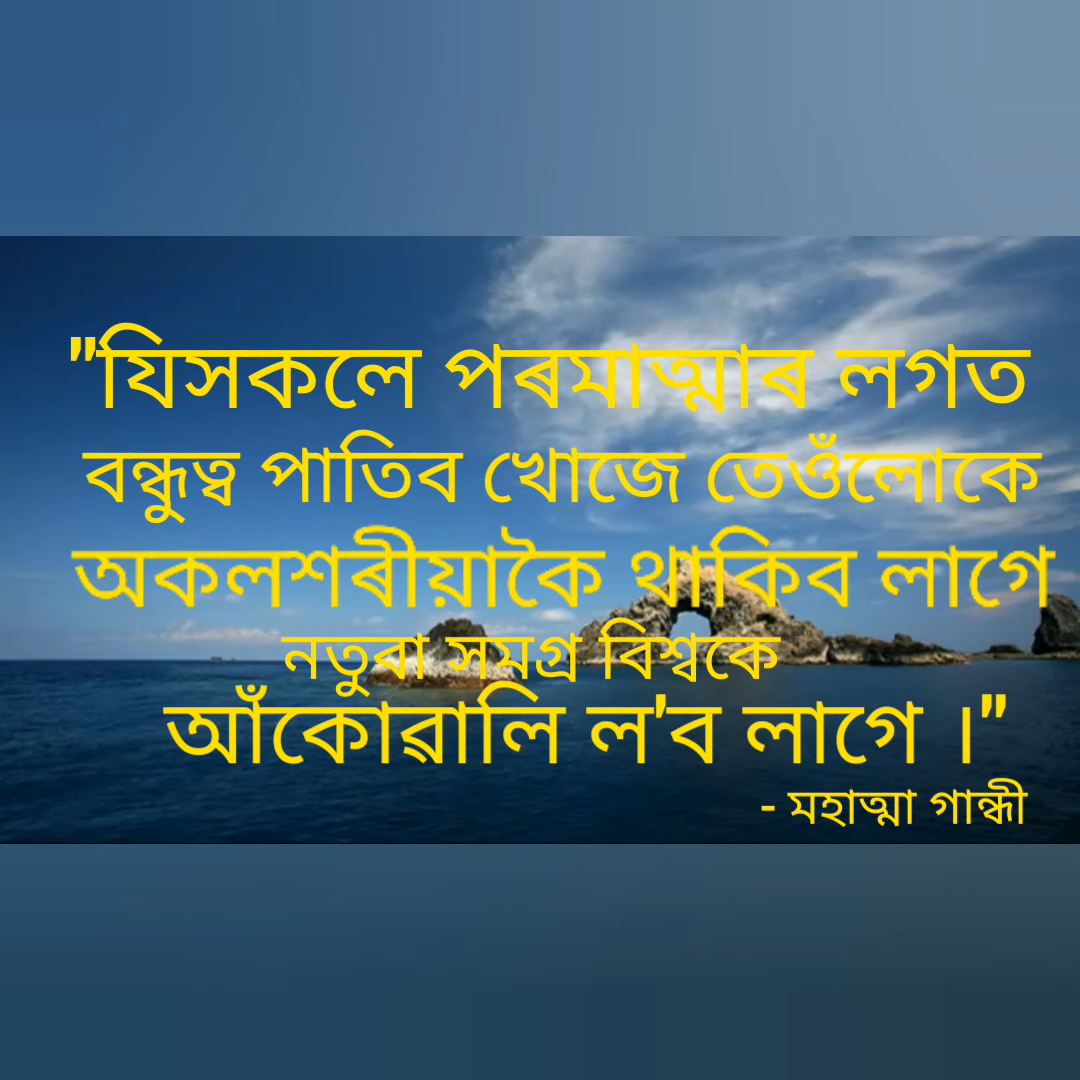 "যিসকলে পৰমাত্মাৰ লগত
বন্ধুত্ব পাতিব খোজে তেওঁলোকে
অকলশৰীয়াকৈ থাকিব লাগে
নতুবা সমগ্ৰ বিশ্বকে
আঁকোৱালি ল'ব লাগে ।"
- মহাত্মা গান্ধী